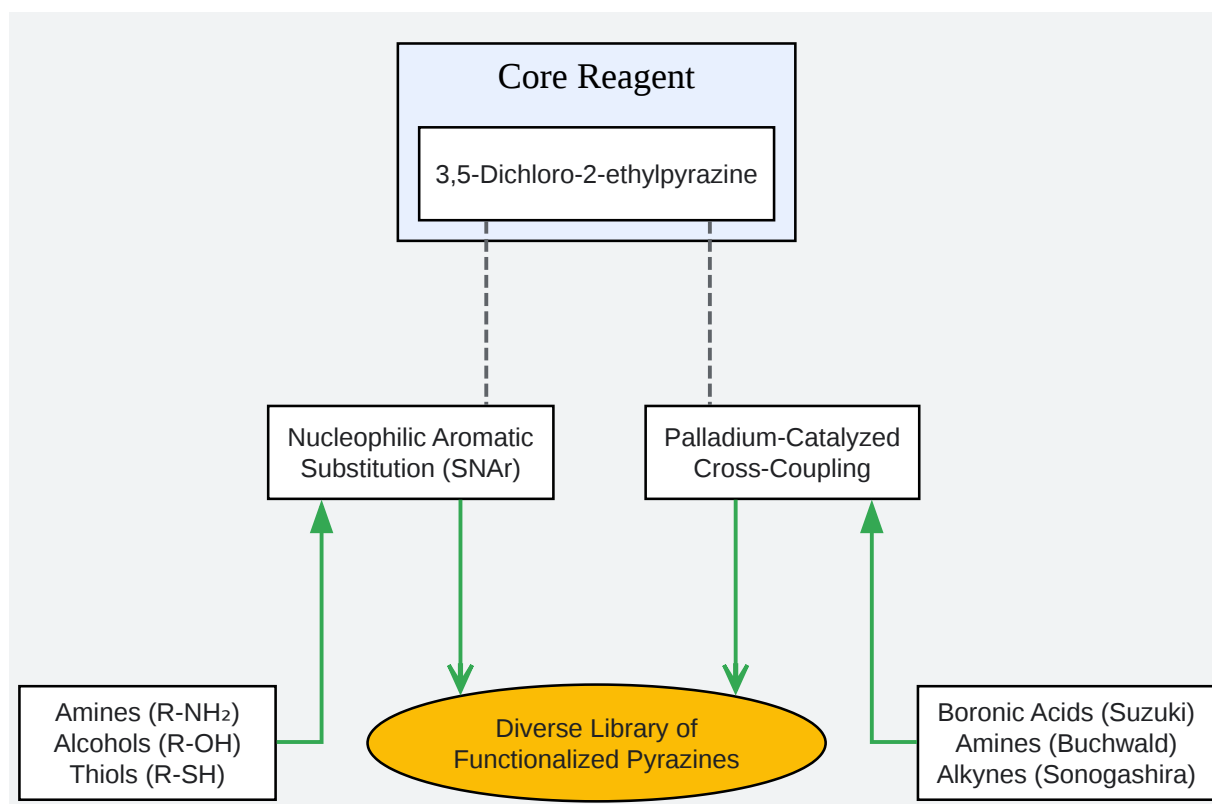 Core Reagent
3,5-Dichloro-2-ethylpyrazine
Nucleophilic Aromatic
Substitution (SNAr)
Palladium-Catalyzed
Cross-Coupling
Amines (R-NH₂)
Alcohols (R-OH)
Thiols (R-SH)
Diverse Library of
Functionalized Pyrazines
Boronic Acids (Suzuki)
Amines (Buchwald)
Alkynes (Sonogashira)